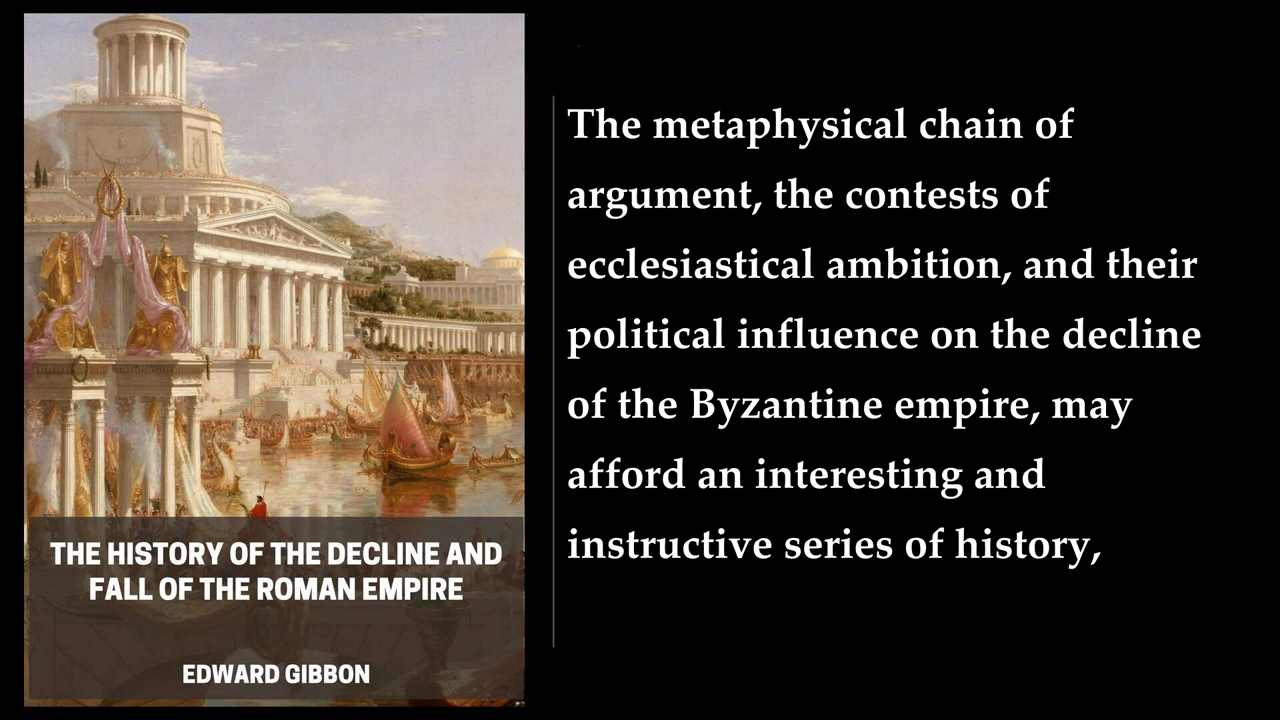 THE HISTORY OF THE DECLINE AND
FALL OF THE ROMAN EMPIRE
EDWARD GIBBON
The metaphysical chain of
argument, the contests of
ecclesiastical ambition, and their
political influence on the decline
of the Byzantine empire, may
afford an interesting and
instructive series of history,